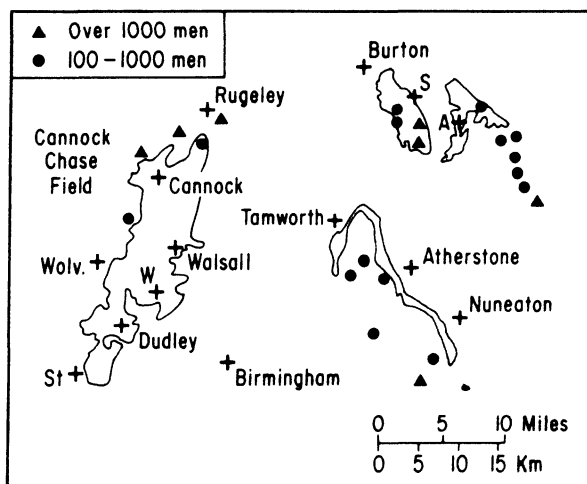 Over 1000 men
100-1000 men
Burton
S
A
Rugeley
Cannock
Chase
Field
Cannock
Tamworth
Wolv.
W
Walsall
Atherstone
Nuneaton
Dudley
St
Birmingham
0 5 10 Miles
0 5 10 15 Km